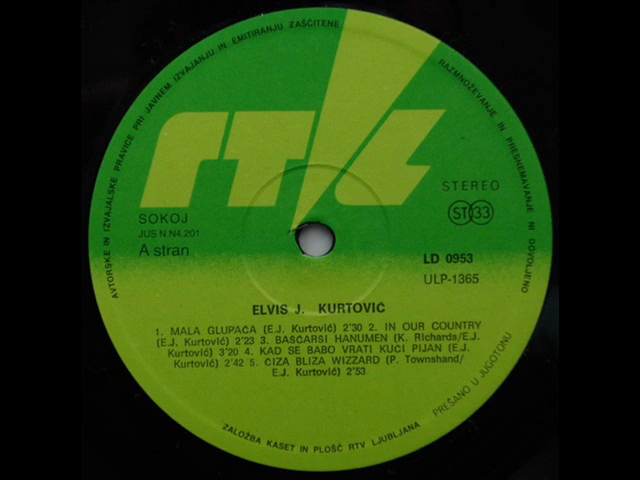 AVTORSKE IN IZVAJALSKE PRAVICE PRI JAVNEM IZVAJANJU IN EMITIRANJU ZAŠČITENE
RAZMNOŽEVANJE IN PRESNEMAVANJE NI DOVOLJENO
rtl
STEREO
ST 33
SOKOJ
JUS N.N4.201
A stran
LD 0953
ULP-1365
ELVIS J. KURTOVIĆ
1. MALA GLUPAČA (E.J. Kurtović) 2'30 2. IN OUR COUNTRY
(E.J. Kurtović) 2'23 3. BAŠČARSI HANUMEN (K. Richards/E.J.
Kurtović) 3'20 4. KAD SE BABO VRATI KUĆI PIJAN (E.J.
Kurtović) 2'42 5. ČIZA BLIZA WIZZARD (P. Townshand/
E.J. Kurtović) 2'53
PREŠANO U JUGOTONU
ZALOŽBA KASET IN PLOŠČ RTV LJUBLJANA